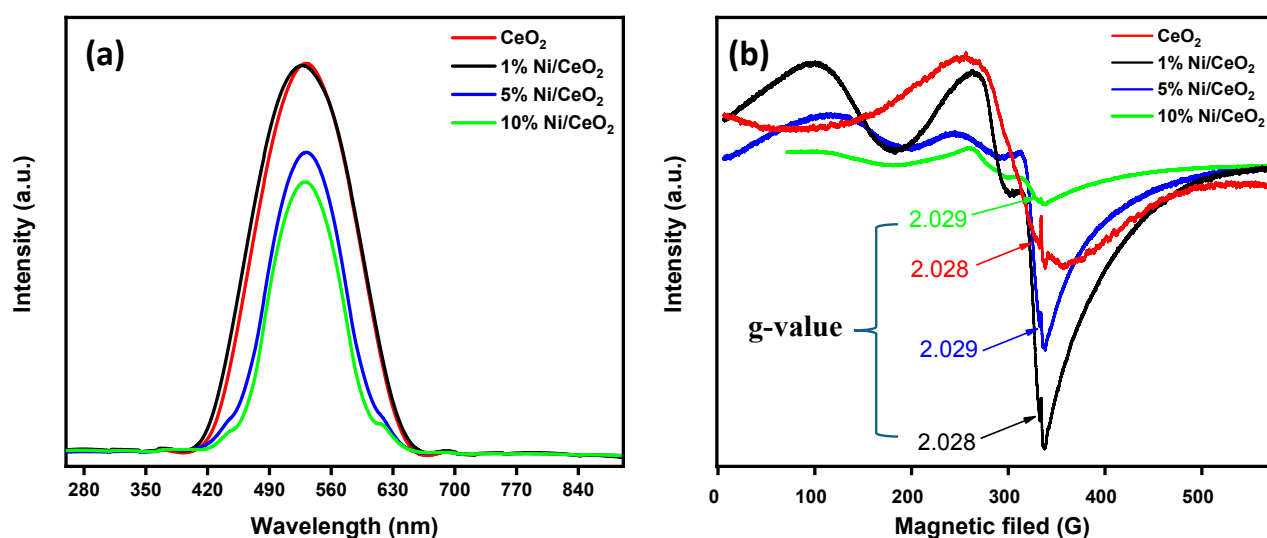 (a)
CeO₂
1% Ni/CeO₂
5% Ni/CeO₂
10% Ni/CeO₂
Intensity (a.u.)
280 350 420 490 560 630 700 770 840
Wavelength (nm)
(b)
CeO₂
1% Ni/CeO₂
5% Ni/CeO₂
10% Ni/CeO₂
Intensity (a.u.)
2.029
2.028
g-value
2.029
2.028
0 100 200 300 400 500
Magnetic filed (G)